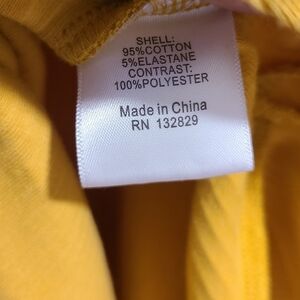 SHELL:
95%COTTON
5%ELASTANE
CONTRAST:
100%POLYESTER
Made in China
RN 132829